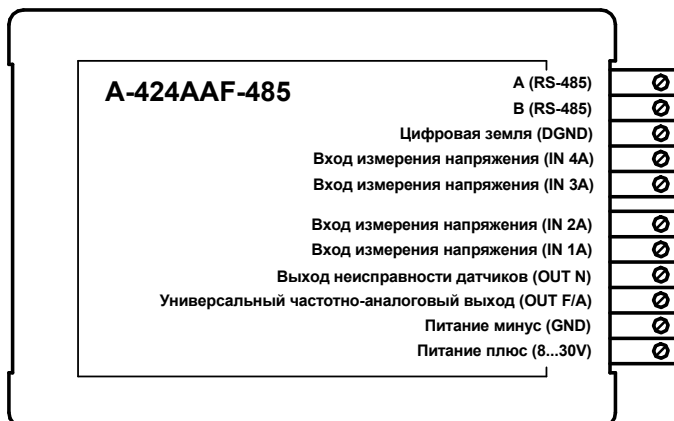 A-424AAF-485
A (RS-485)
B (RS-485)
Цифровая земля (DGND)
Вход измерения напряжения (IN 4A)
Вход измерения напряжения (IN 3A)
Вход измерения напряжения (IN 2A)
Вход измерения напряжения (IN 1A)
Выход неисправности датчиков (OUT N)
Универсальный частотно-аналоговый выход (OUT F/A)
Питание минус (GND)
Питание плюс (8...30V)